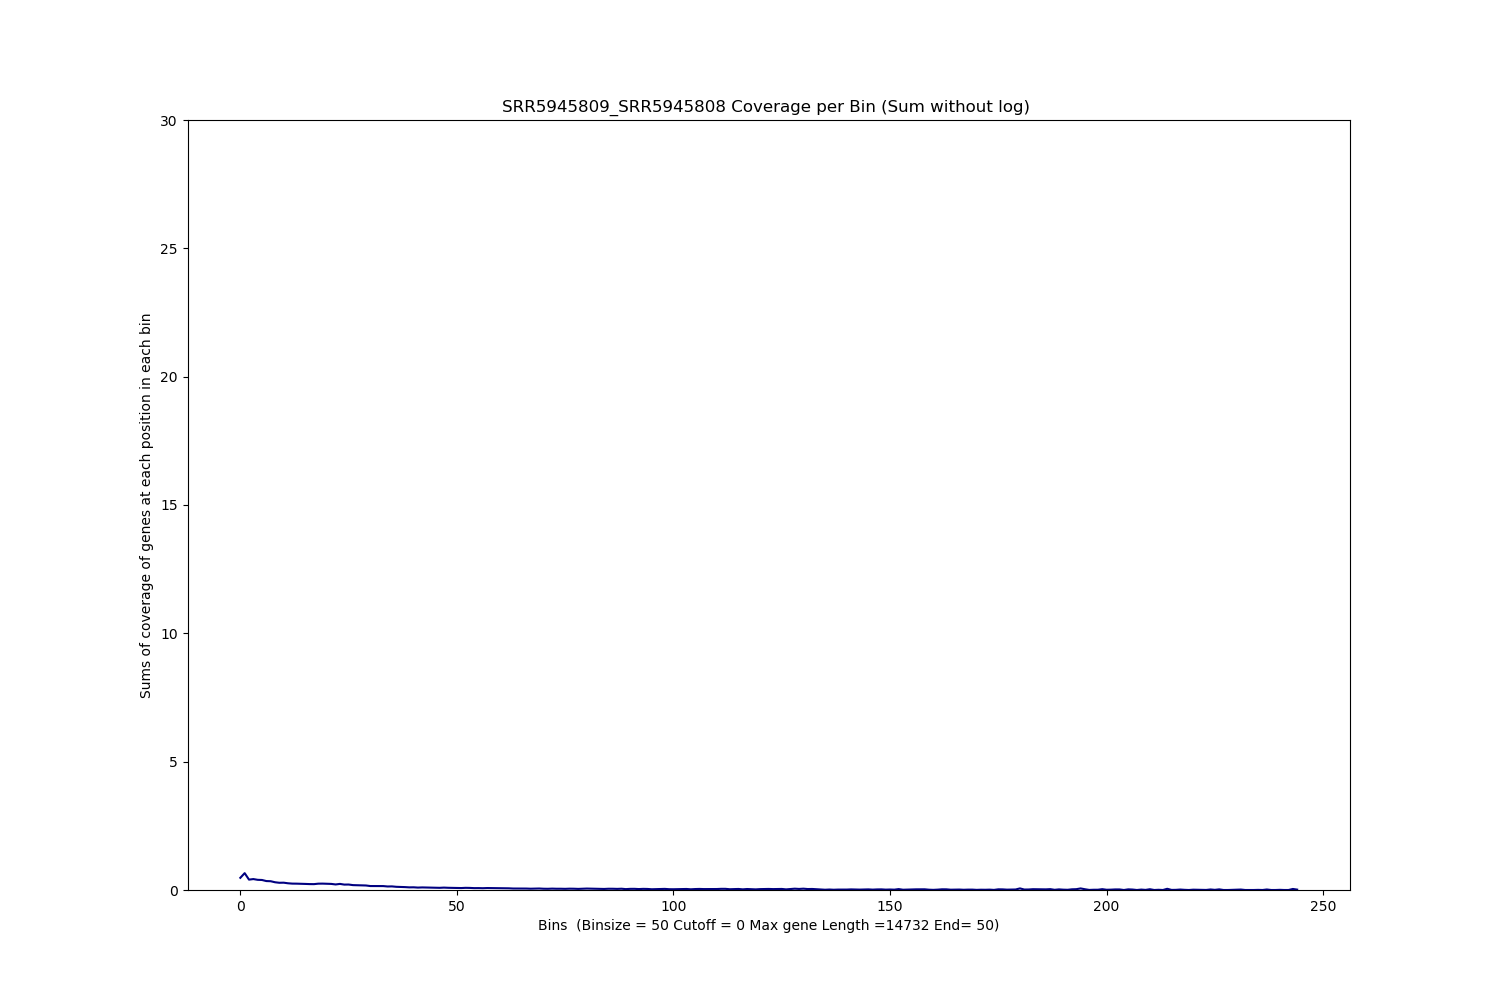 SRR5945809_SRR5945808 Coverage per Bin (Sum without log)
30
25
20
15
10
5
0
Sums of coverage of genes at each position in each bin
0 50 100 150 200 250
Bins  (Binsize = 50 Cutoff = 0 Max gene Length =14732 End= 50)